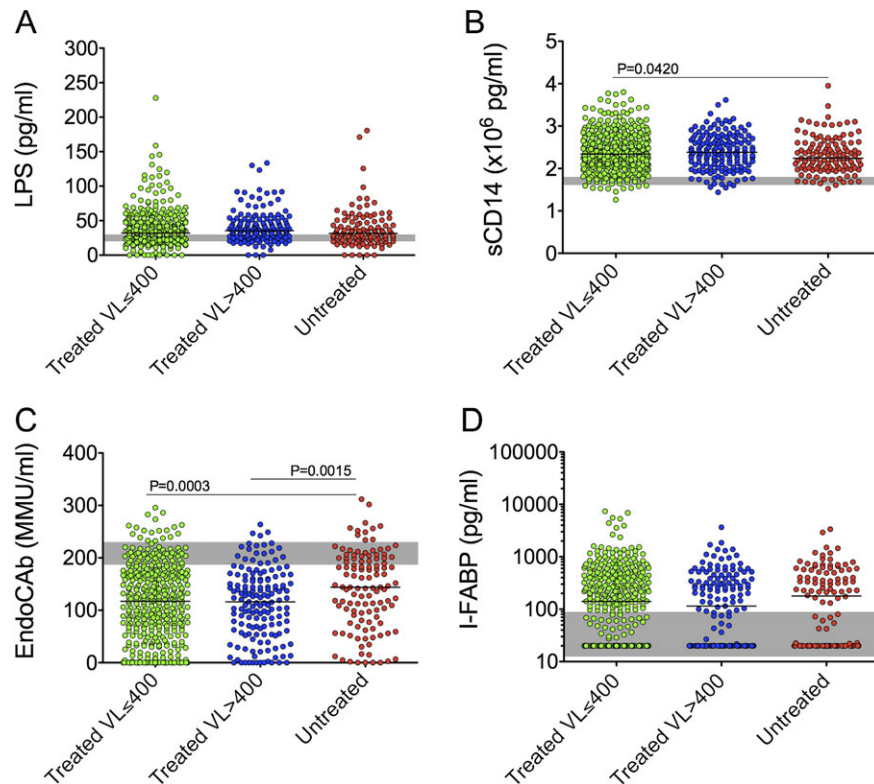 A
LPS (pg/ml)
300
250
200
150
100
50
0
Treated VL≤400
Treated VL>400
Untreated
B
sCD14 (x10⁶ pg/ml)
5
4
3
2
1
0
P=0.0420
Treated VL≤400
Treated VL>400
Untreated
C
EndoCAb (MMU/ml)
400
300
200
100
0
P=0.0015
P=0.0003
Treated VL≤400
Treated VL>400
Untreated
D
I-FABP (pg/ml)
100000
10000
1000
100
10
Treated VL≤400
Treated VL>400
Untreated